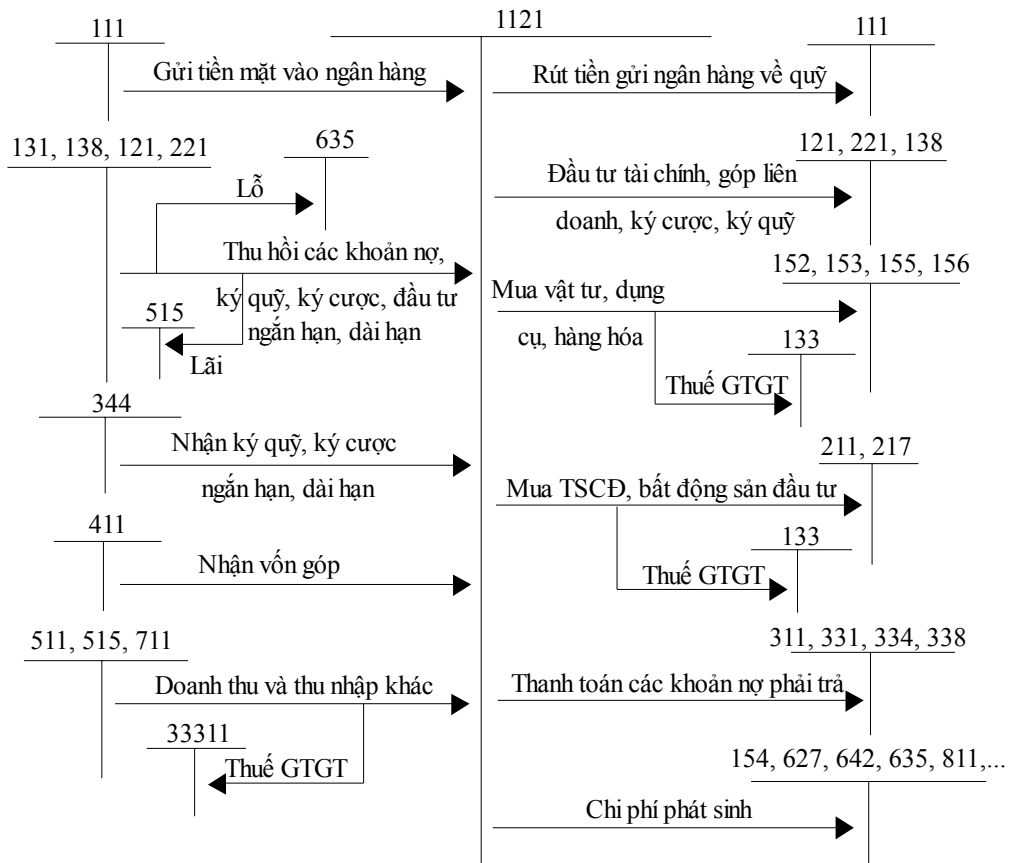 111
1121
111
Gửi tiền mặt vào ngân hàng
Rút tiền gửi ngân hàng về quỹ
131, 138, 121, 221
635
121, 221, 138
Lỗ
Đầu tư tài chính, góp liên
doanh, ký cược, ký quỹ
Thu hồi các khoản nợ,
ký quỹ, ký cược, đầu tư
ngắn hạn, dài hạn
515
Lãi
152, 153, 155, 156
Mua vật tư, dụng
cụ, hàng hóa
133
Thuế GTGT
344
Nhận ký quỹ, ký cược
ngắn hạn, dài hạn
211, 217
Mua TSCĐ, bất động sản đầu tư
133
Thuế GTGT
411
Nhận vốn góp
511, 515, 711
Doanh thu và thu nhập khác
33311
Thuế GTGT
311, 331, 334, 338
Thanh toán các khoản nợ phải trả
154, 627, 642, 635, 811,...
Chi phí phát sinh